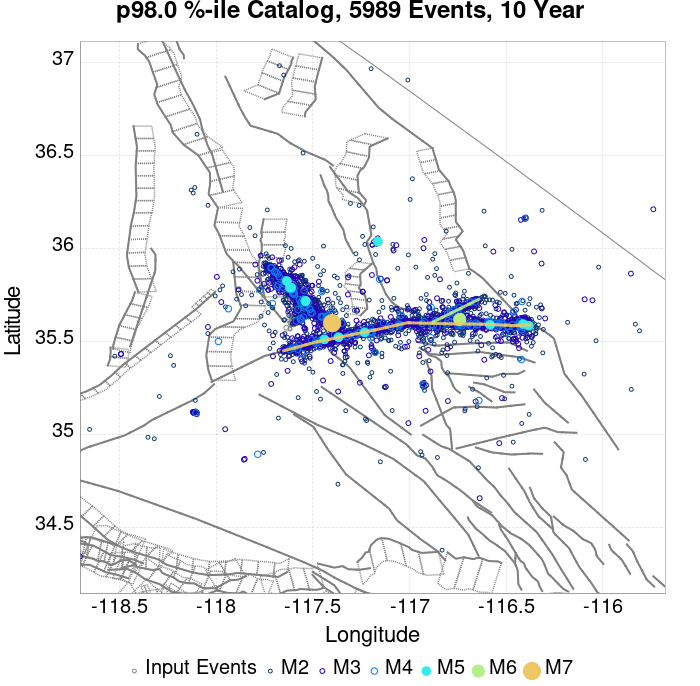 p98.0 %-ile Catalog, 5989 Events, 10 Year
37
36.5
36
35.5
35
34.5
Latitude
-118.5 -118 -117.5 -117 -116.5 -116
Longitude
Input Events M2 M3 M4 M5 M6 M7